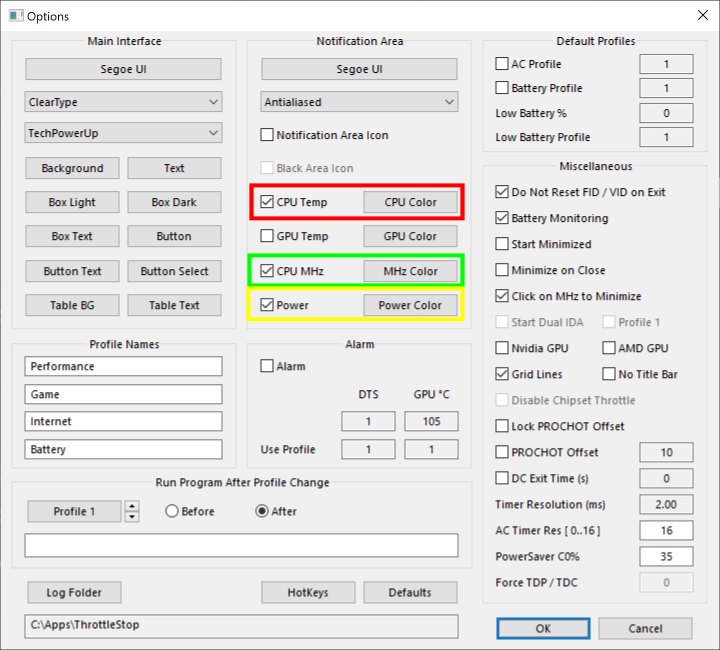 Options
Main Interface
Segoe UI
ClearType
TechPowerUp
Background Text
Box Light Box Dark
Box Text Button
Button Text Button Select
Table BG Table Text
Notification Area
Segoe UI
Antialiased
Notification Area Icon
Black Area Icon
CPU Temp CPU Color
GPU Temp GPU Color
CPU MHz MHz Color
Power Power Color
Default Profiles
AC Profile 1
Battery Profile 1
Low Battery % 0
Low Battery Profile 1
Miscellaneous
Do Not Reset FID / VID on Exit
Battery Monitoring
Start Minimized
Minimize on Close
Click on MHz to Minimize
Start Dual IDA Profile 1
Nvidia GPU AMD GPU
Grid Lines No Title Bar
Disable Chipset Throttle
Lock PROCHOT Offset
PROCHOT Offset 10
DC Exit Time (s) 0
Timer Resolution (ms) 2.00
AC Timer Res [ 0..16 ] 16
PowerSaver C0% 35
Force TDP / TDC 0
Profile Names
Performance
Game
Internet
Battery
Alarm
Alarm
DTS GPU °C
1 105
Use Profile 1 1
Run Program After Profile Change
Profile 1 Before After
Log Folder HotKeys Defaults
C:\Apps\ThrottleStop
OK Cancel